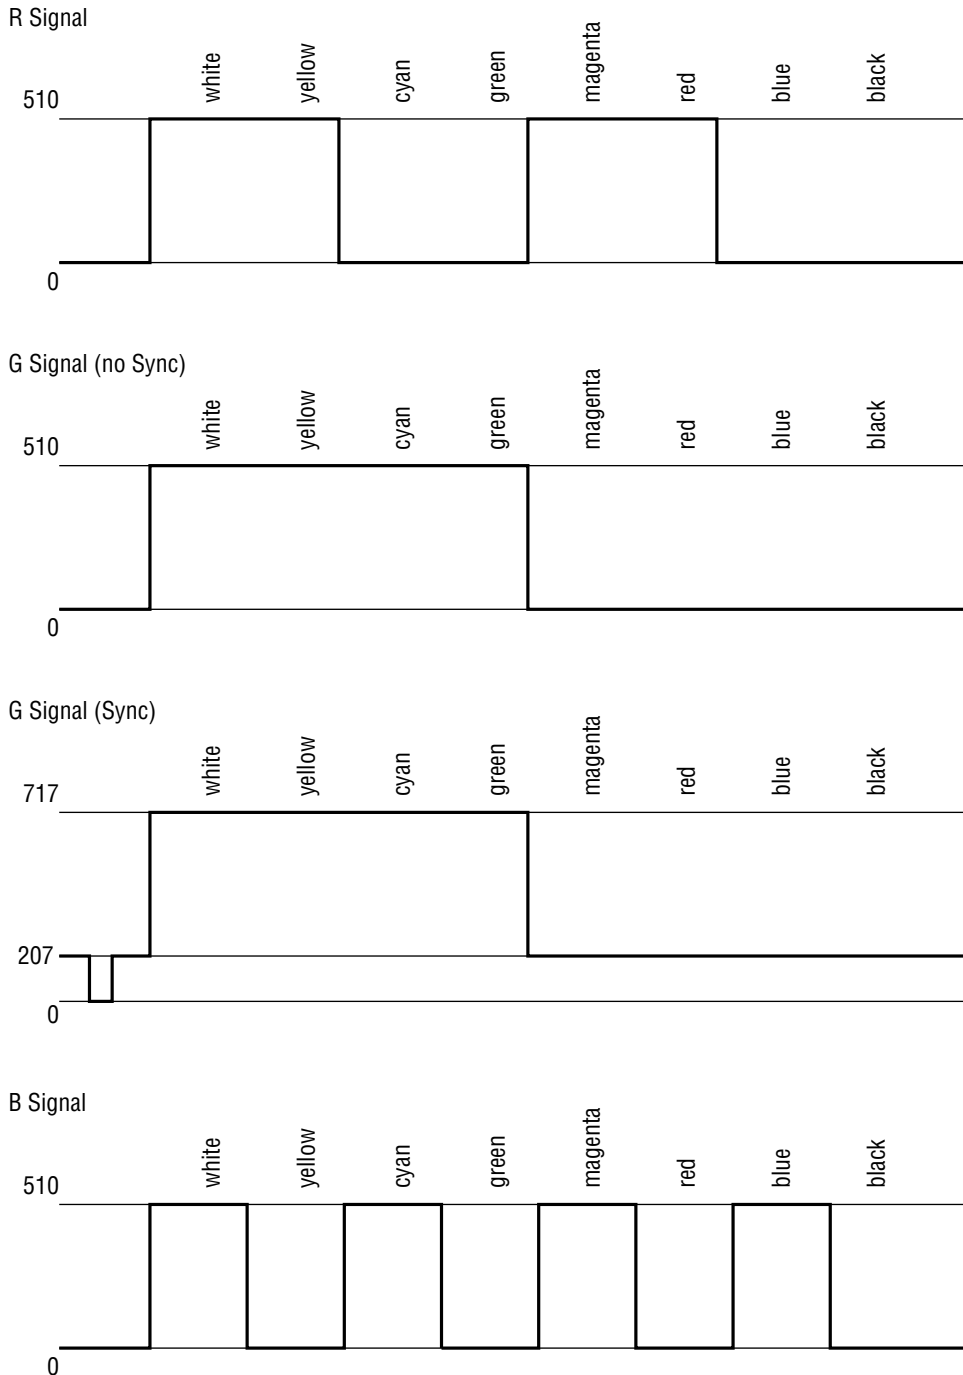 R Signal
white yellow cyan green magenta red blue black
510
0
G Signal (no Sync)
white yellow cyan green magenta red blue black
510
0
G Signal (Sync)
white yellow cyan green magenta red blue black
717
207
0
B Signal
white yellow cyan green magenta red blue black
510
0